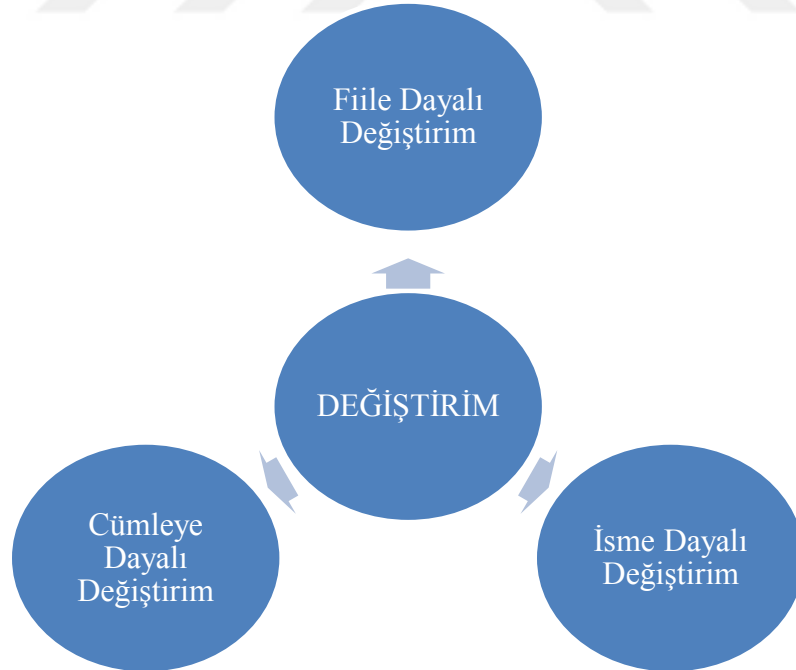 Fiile Dayalı
Değiştirim
DEĞİŞTİRİM
Cümleye
Dayalı
Değiştirim
İsme Dayalı
Değiştirim